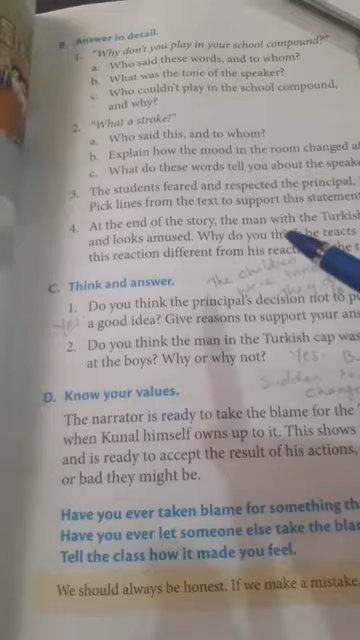 B. Answer in detail.
1. "Why don't you play in your school compound?"
a. Who said these words, and to whom?
b. What was the tone of the speaker?
c. Who couldn't play in the school compound,
and why?
2. "What a stroke!"
a. Who said this, and to whom?
b. Explain how the mood in the room changed
c. What do these words tell you about the
3. The students feared and respected the principal,
Pick lines from the text to support this
4. At the end of the story, the man with the Turkish
and looks amused. Why do you he reacts
this reaction different from his
The children
were
they
C. Think and answer.
1. Do you think the principal's decision not to
Yes. a good idea? Give reasons to support your
2. Do you think the man in the Turkish cap was
at the boys? Why or why not? Yes.
Sudden
D. Know your values.
The narrator is ready to take the blame for the
when Kunal himself owns up to it. This shows
and is ready to accept the result of his actions,
or bad they might be.
Have you ever taken blame for something
Have you ever let someone else take the
Tell the class how it made you feel.
We should always be honest. If we make a mistake,